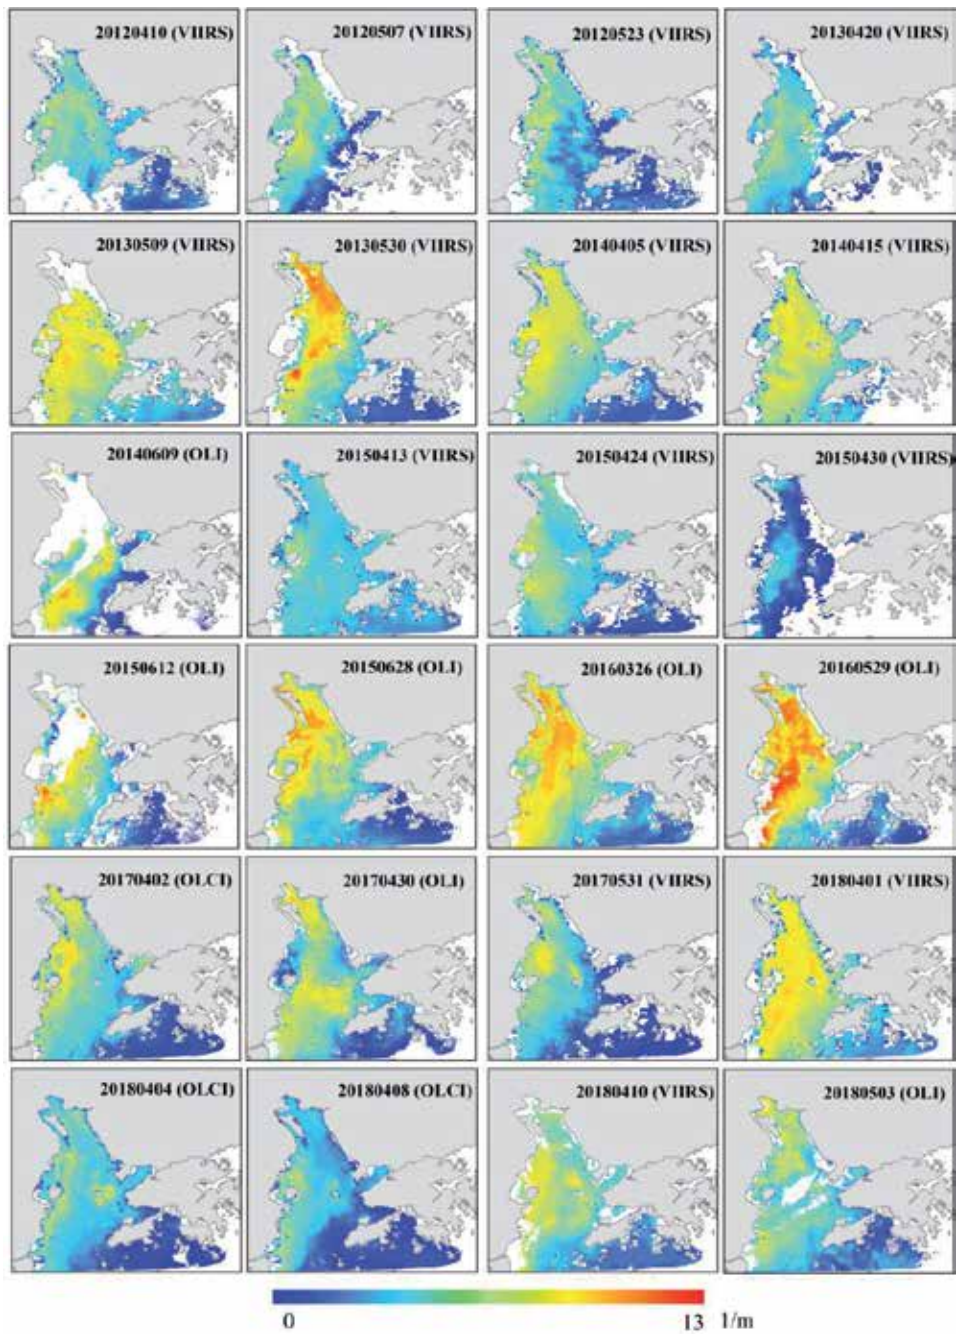 20120410 (VIIRS) 20120507 (VIIRS) 20120523 (VIIRS) 20130420 (VIIRS)
20130509 (VIIRS) 20130530 (VIIRS) 20140405 (VIIRS) 20140415 (VIIRS)
20140609 (OLI) 20150413 (VIIRS) 20150424 (VIIRS) 20150430 (VIIRS)
20150612 (OLI) 20150628 (OLI) 20160326 (OLI) 20160529 (OLI)
20170402 (OLCI) 20170430 (OLI) 20170531 (VIIRS) 20180401 (VIIRS)
20180404 (OLCI) 20180408 (OLCI) 20180410 (VIIRS) 20180503 (OLI)
0 13 1/m